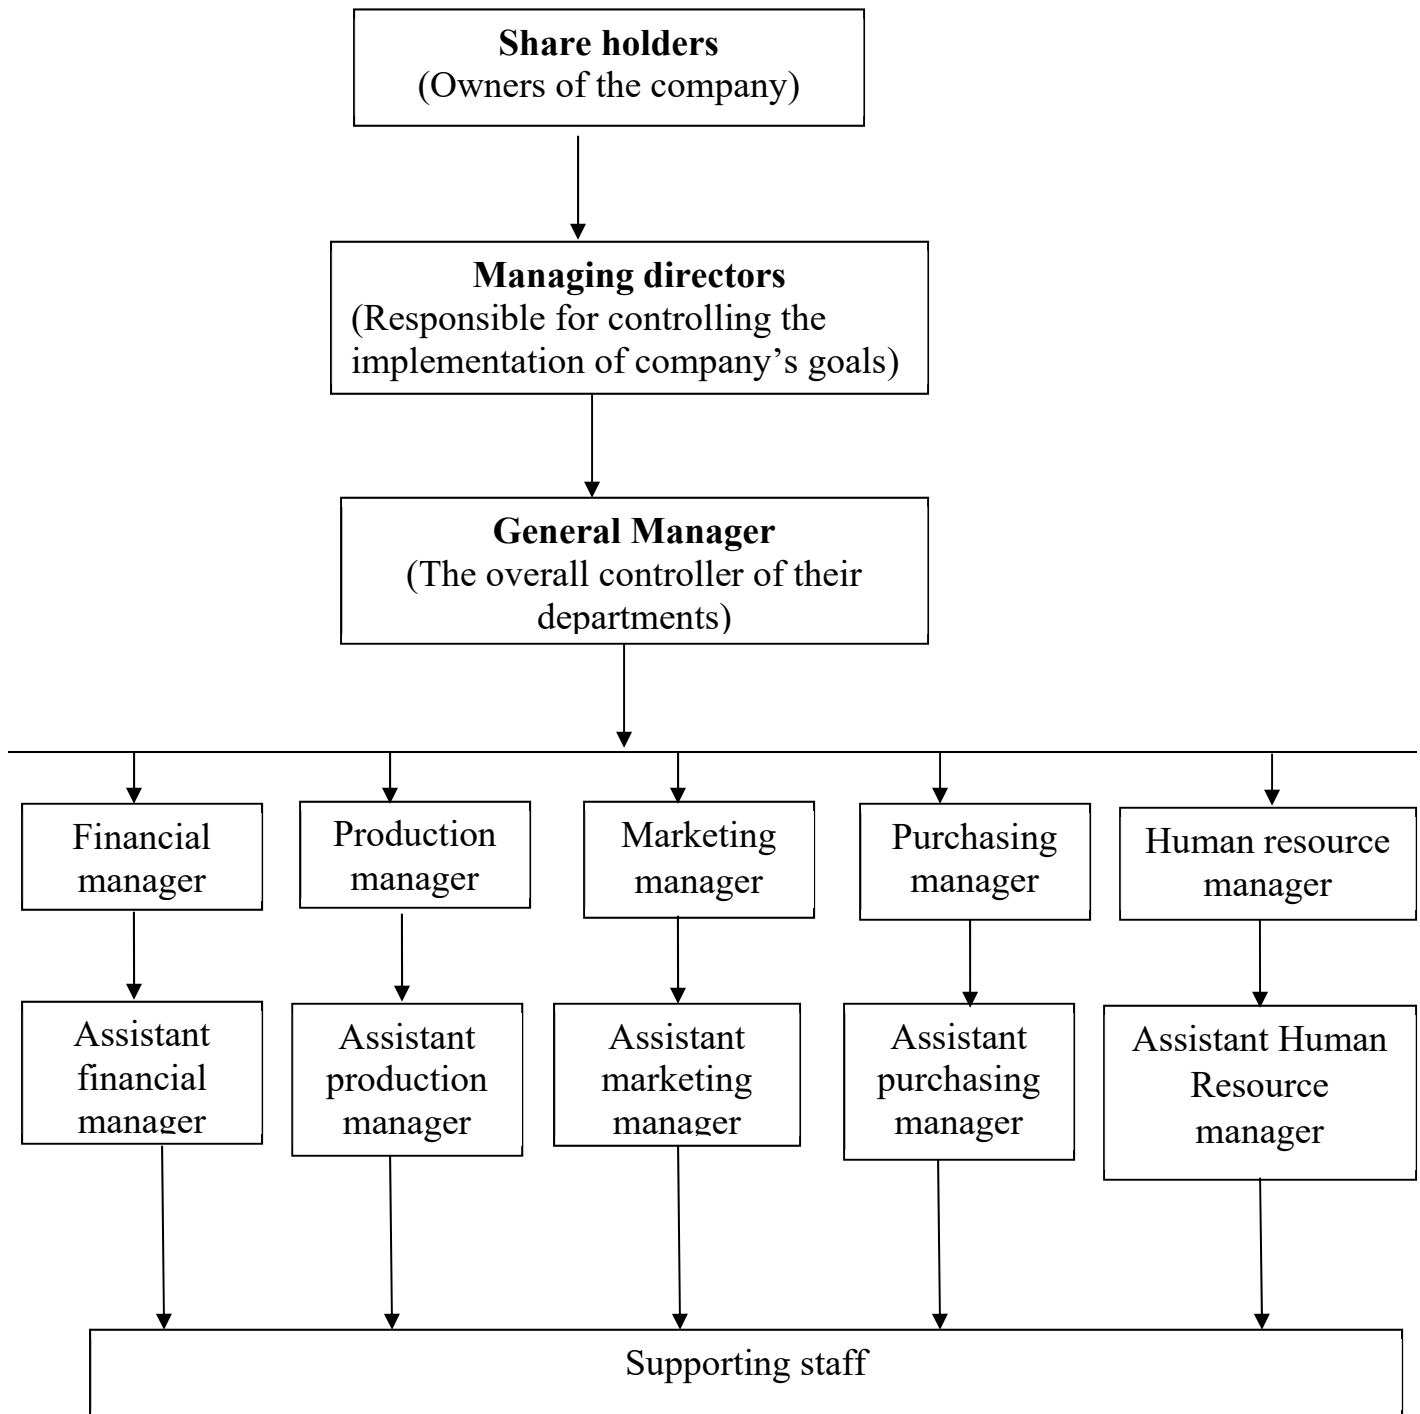 Share holders
(Owners of the company)
Managing directors
(Responsible for controlling the
implementation of company’s goals)
General Manager
(The overall controller of their
departments)
Financial
manager
Production
manager
Marketing
manager
Purchasing
manager
Human resource
manager
Assistant
financial
manager
Assistant
production
manager
Assistant
marketing
manager
Assistant
purchasing
manager
Assistant Human
Resource
manager
Supporting staff